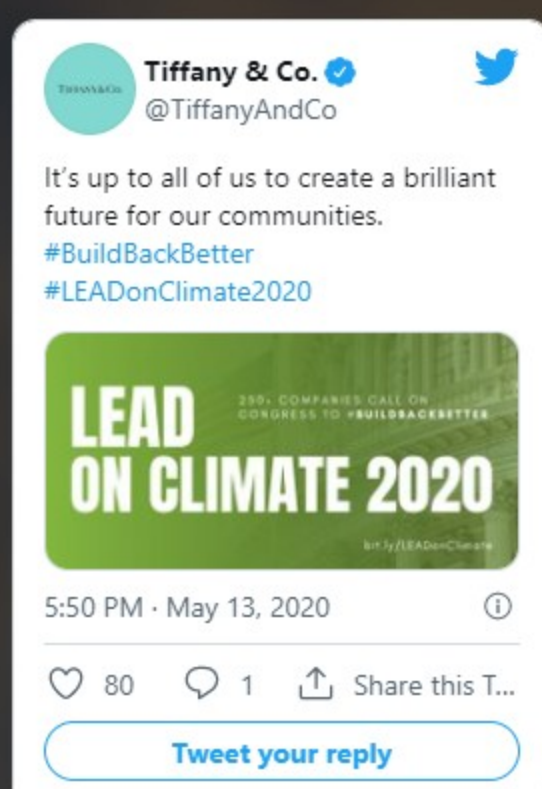 TIFFANY & CO.
Tiffany & Co.
@TiffanyAndCo
It's up to all of us to create a brilliant
future for our communities.
#BuildBackBetter
#LEADonClimate2020
LEAD
ON CLIMATE 2020
250+ COMPANIES CALL ON
CONGRESS TO #BUILDBACKBETTER
bit.ly/LEADonClimate
5:50 PM · May 13, 2020
80
1
Share this T...
Tweet your reply